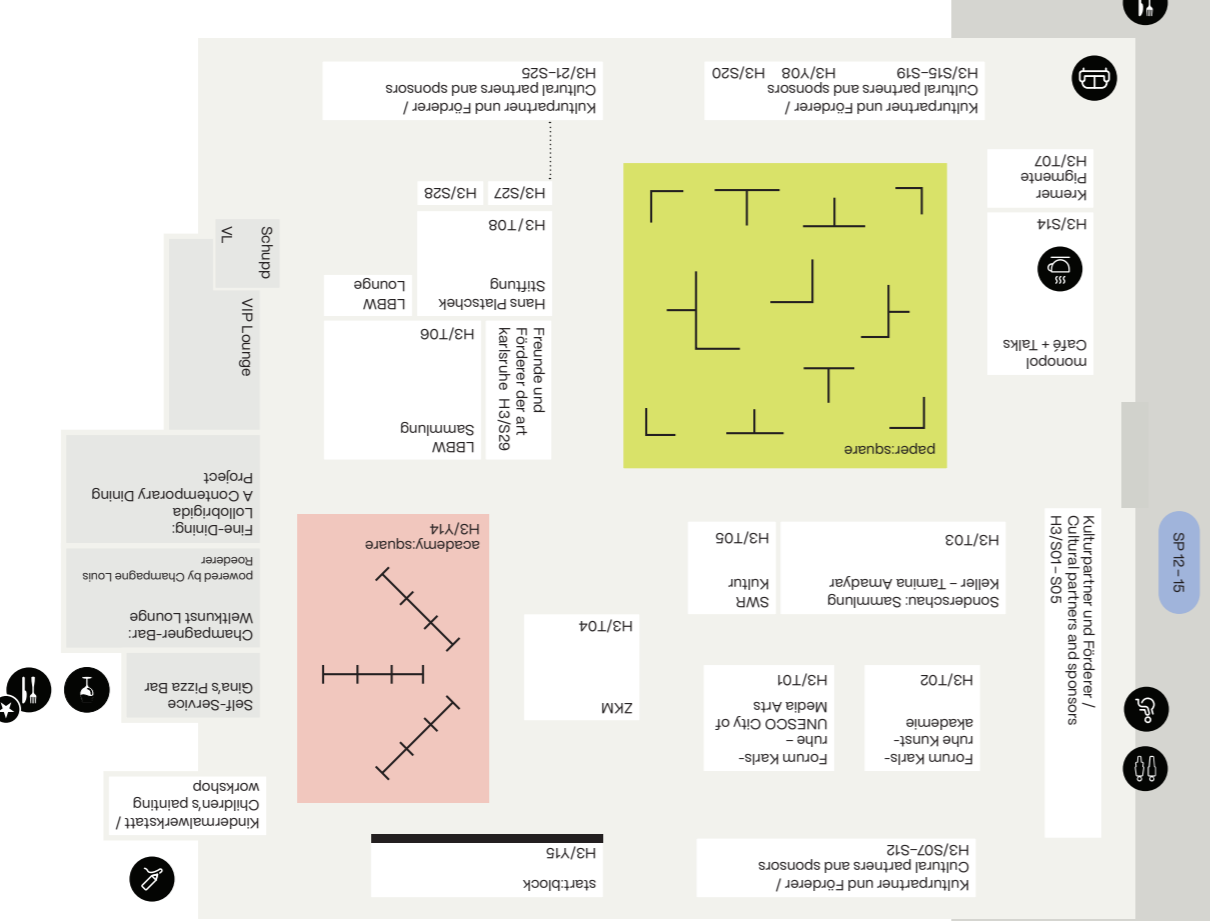 Kulturpartner und Förderer /
Cultural partners and sponsors
H3/21–S25
Kulturpartner und Förderer /
Cultural partners and sponsors
H3/S15–S19 H3/Y08 H3/S20
Kremer
Pigmente
H3/T07
H3/S27
H3/S28
Hans Platschek
Stiftung
H3/T08
monopol
Café + Talks
H3/S14
Schupp
VL
VIP Lounge
LBBW
Lounge
LBBW
Sammlung
H3/T06
Freunde und
Förderer der art
karlsruhe H3/S29
paper:square
Fine-Dining:
Lollobrigida
A Contemporary Dining
Project
academy:square
H3/Y14
SWR
Kultur
H3/T05
Sonderschau: Sammlung
Keller – Tamina Amadyar
H3/T03
Kulturpartner und Förderer /
Cultural partners and sponsors
H3/S01– S05
SP 12 – 15
Champagner-Bar:
Weltkunst Lounge
powered by Champagne Louis
Roederer
ZKM
H3/T04
Self-Service
Gina's Pizza Bar
Forum Karls-
ruhe –
UNESCO City of
Media Arts
H3/T01
Forum Karls-
ruhe Kunst-
akademie
H3/T02
Kindermalwerkstatt /
Children's painting
workshop
start:block
H3/Y15
Kulturpartner und Förderer /
Cultural partners and sponsors
H3/S07–S12